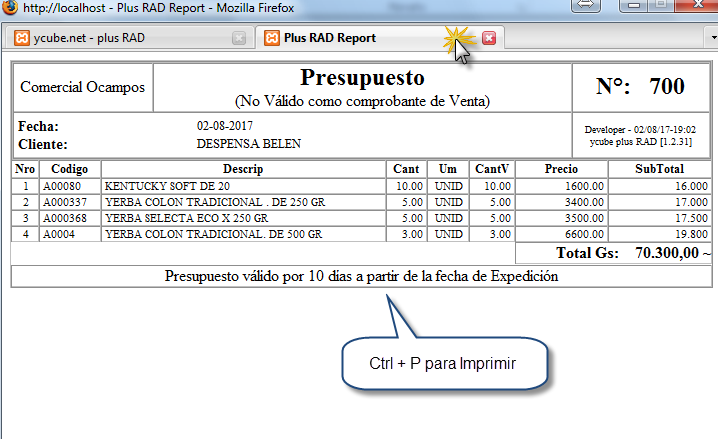 http://localhost - Plus RAD Report - Mozilla Firefox
ycube.net - plus RAD
Plus RAD Report
Comercial Ocampos
Presupuesto
(No Válido como comprobante de Venta)
N°: 700
Fecha: 02-08-2017
Cliente: DESPENSA BELEN
Developer - 02/08/17-19:02
ycube plus RAD [1.2.31]
Nro Codigo Descrip Cant Um CantV Precio SubTotal
1 A00080 KENTUCKY SOFT DE 20 10.00 UNID 10.00 1600.00 16.000
2 A000337 YERBA COLON TRADICIONAL . DE 250 GR 5.00 UNID 5.00 3400.00 17.000
3 A000368 YERBA SELECTA ECO X 250 GR 5.00 UNID 5.00 3500.00 17.500
4 A0004 YERBA COLON TRADICIONAL. DE 500 GR 3.00 UNID 3.00 6600.00 19.800
Total Gs: 70.300,00 ~
Presupuesto válido por 10 días a partir de la fecha de Expedición
Ctrl + P para Imprimir